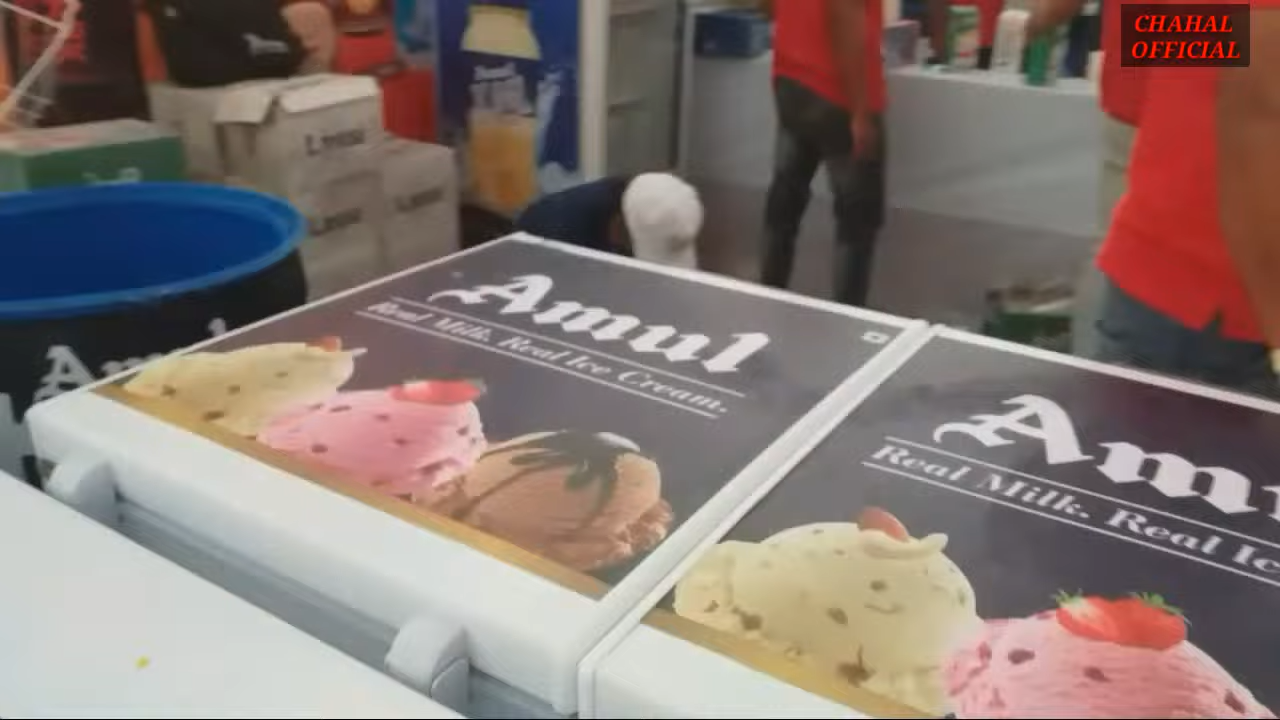 CHAHAL
OFFICIAL
Amul
Real Milk. Real Ice Cream.
Real Milk. Real Ic